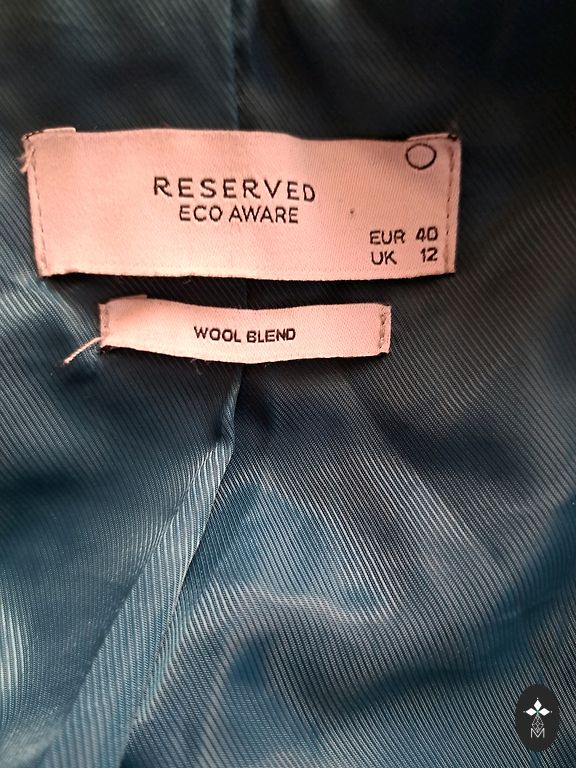 RESERVED
ECO AWARE
EUR 40
UK 12
WOOL BLEND